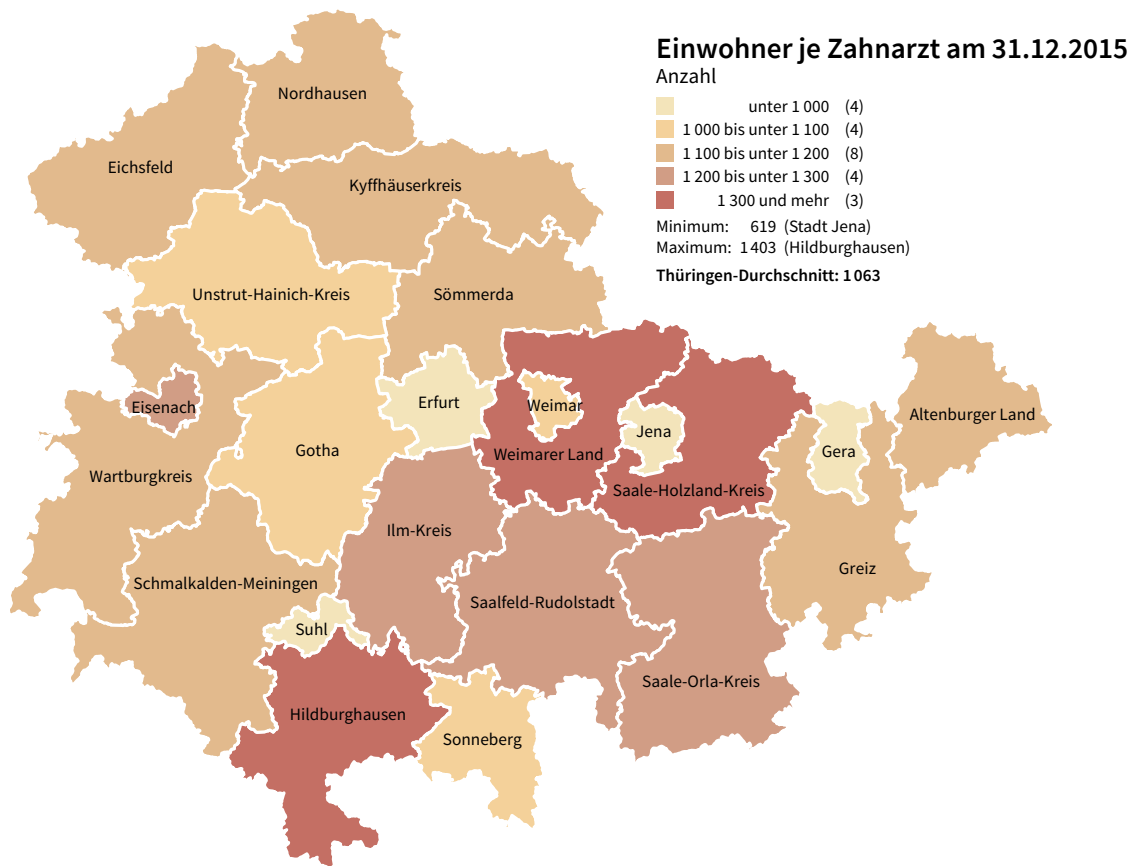 Einwohner je Zahnarzt am 31.12.2015
Anzahl
unter 1 000 (4)
1 000 bis unter 1 100 (4)
1 100 bis unter 1 200 (8)
1 200 bis unter 1 300 (4)
1 300 und mehr (3)
Minimum: 619 (Stadt Jena)
Maximum: 1 403 (Hildburghausen)
Thüringen-Durchschnitt: 1 063
Nordhausen
Eichsfeld
Kyffhäuserkreis
Unstrut-Hainich-Kreis
Sömmerda
Eisenach
Erfurt
Weimar
Altenburger Land
Jena
Gotha
Weimarer Land
Gera
Wartburgkreis
Saale-Holzland-Kreis
Ilm-Kreis
Greiz
Schmalkalden-Meiningen
Saalfeld-Rudolstadt
Suhl
Saale-Orla-Kreis
Hildburghausen
Sonneberg